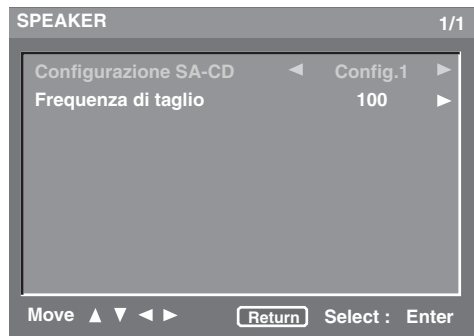 SPEAKER 1/1
Configurazione SA-CD ◄ Config.1 ►
Frequenza di taglio 100 ►
Move ▲ ▼ ◄ ► Return Select : Enter